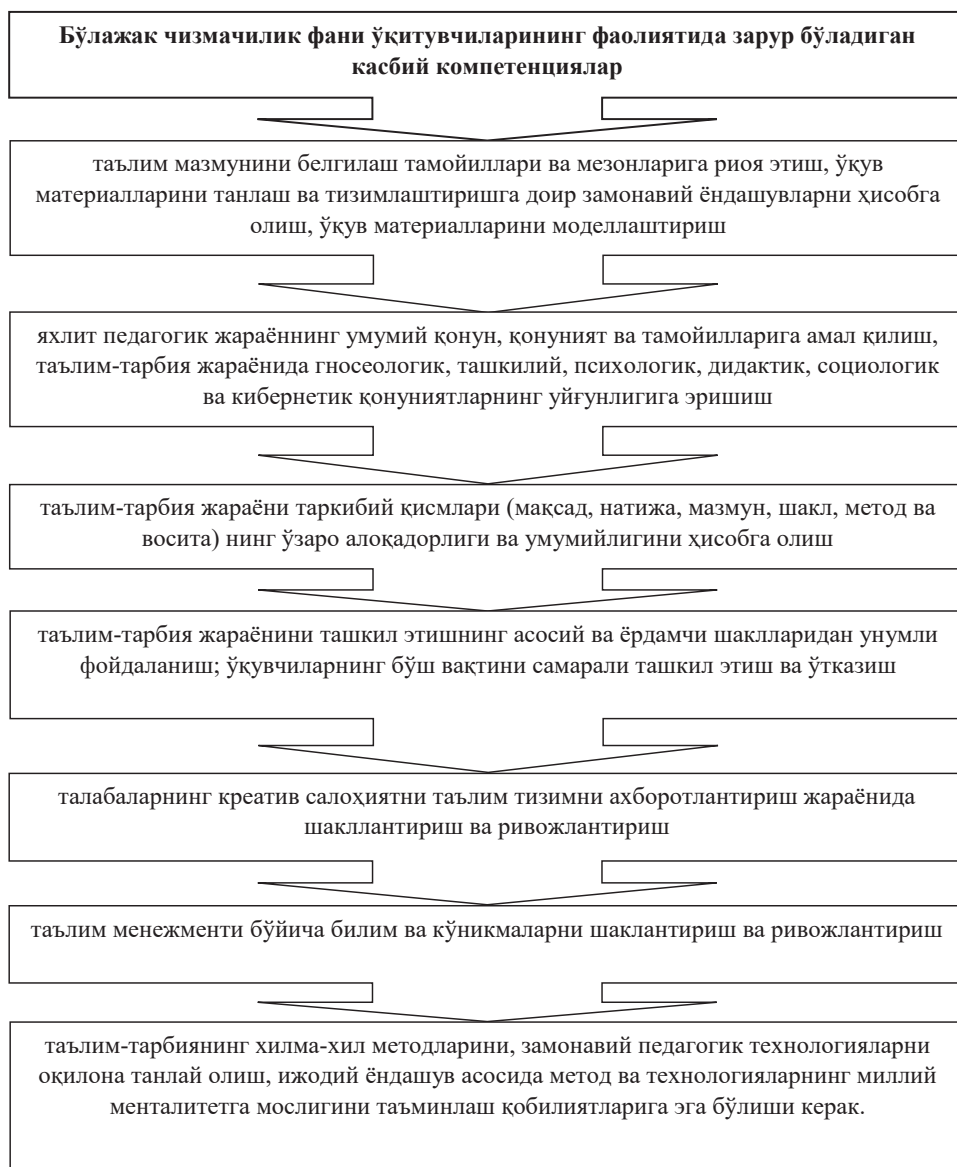 Бўлажак чизмачилик фани ўқитувчиларининг фаолиятида зарур бўладиган
касбий компетенциялар
таълим мазмунини белгилаш тамойиллари ва мезонларига риоя этиш, ўқув
материалларини танлаш ва тизимлаштиришга доир замонавий ёндашувларни ҳисобга
олиш, ўқув материалларини моделлаштириш
яхлит педагогик жараённинг умумий қонун, қонуният ва тамойилларига амал қилиш,
таълим-тарбия жараёнида гносеологик, ташкилий, психологик, дидактик, социологик
ва кибернетик қонуниятларнинг уйғунлигига эришиш
таълим-тарбия жараёни таркибий қисмлари (мақсад, натижа, мазмун, шакл, метод ва
восита) нинг ўзаро алоқадорлиги ва умумийлигини ҳисобга олиш
таълим-тарбия жараёнини ташкил этишнинг асосий ва ёрдамчи шаклларидан унумли
фойдаланиш; ўқувчиларнинг бўш вақтини самарали ташкил этиш ва ўтказиш
талабаларнинг креатив салоҳиятни таълим тизимни ахборотлантириш жараёнида
шакллантириш ва ривожлантириш
таълим менежменти бўйича билим ва кўникмаларни шаклантириш ва ривожлантириш
таълим-тарбиянинг хилма-хил методларини, замонавий педагогик технологияларни
оқилона танлай олиш, ижодий ёндашув асосида метод ва технологияларнинг миллий
менталитетга мослигини таъминлаш қобилиятларига эга бўлиши керак.